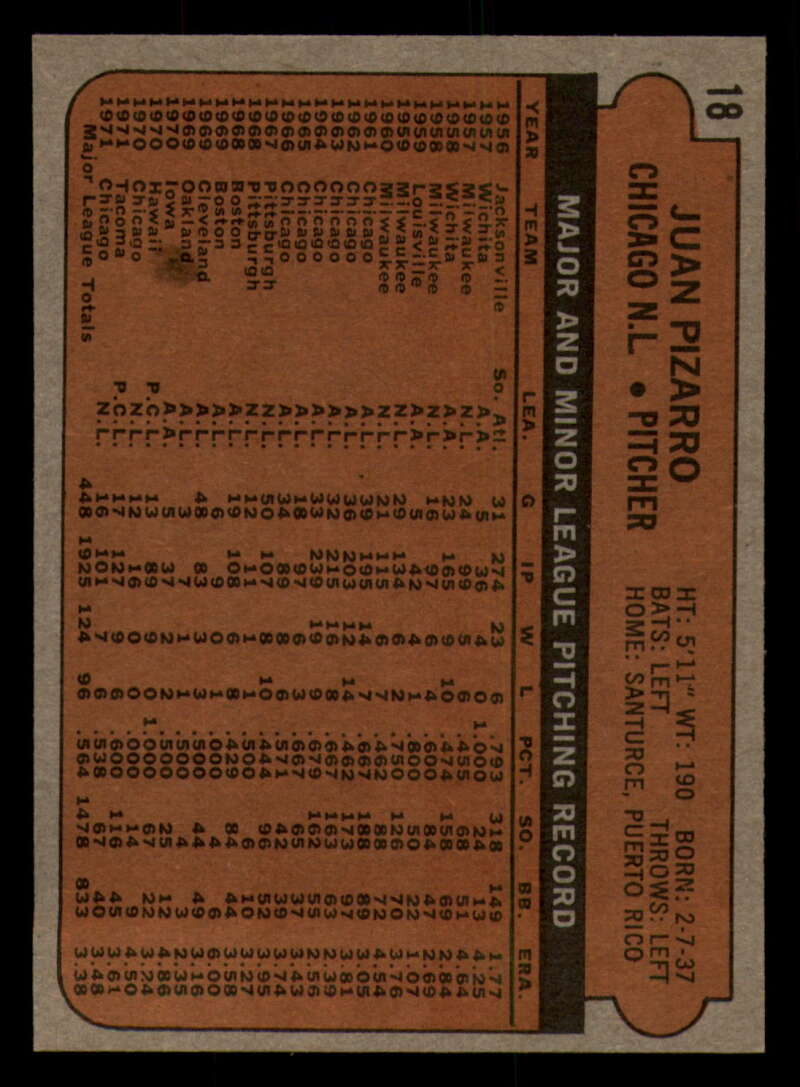 18
JUAN PIZARRO
CHICAGO N.L. • PITCHER
HT: 5'11" WT: 190 BORN: 2-7-37
BATS: LEFT THROWS: LEFT
HOME: SANTURCE, PUERTO RICO
MAJOR AND MINOR LEAGUE PITCHING RECORD
YEAR TEAM LEA. G IP W L PCT. SO. BB. ERA.
1956 Jacksonville So. Atl. 31 274 23 6 .793 318 149 1.77
1957 Wichita A.A. 5 36 4 0 1.000 24 13 4.25
1957 Milwaukee N.L. 24 99 5 6 .455 68 51 4.64
1958 Wichita A.A. 23 165 9 10 .474 158 69 2.84
1958 Milwaukee N.L. 16 97 6 4 .600 84 47 2.69
1959 Louisville A.A. 5 42 4 1 .800 50 22 1.07
1959 Milwaukee N.L. 29 134 6 2 .750 126 70 3.76
1960 Milwaukee N.L. 21 115 6 7 .462 88 72 4.54
1961 Chicago A.L. 39 195 14 7 .667 188 89 3.05
1962 Chicago A.L. 36 203 12 14 .462 173 97 3.81
1963 Chicago A.L. 32 215 16 8 .667 163 63 2.39
1964 Chicago A.L. 33 239 19 9 .679 162 55 2.56
1965 Chicago A.L. 18 97 6 3 .667 65 37 3.43
1966 Chicago A.L. 34 89 8 6 .571 42 39 3.74
1967 Pittsburgh N.L. 50 107 8 10 .444 96 52 3.95
1968 Pittsburgh N.L. 12 11 1 1 .500 6 10 3.27
1968 Boston A.L. 19 108 6 8 .429 84 44 3.58
1969 Boston A.L. 6 9 0 1 .000 4 6 6.00
1969 Cleveland A.L. 48 83 3 3 .500 44 49 3.16
1969 Oakland A.L. 3 7 1 1 .500 4 3 2.35
1970 Iowa A.A. 5 37 2 2 .500 25 12 4.86
1970 Hawaii P.C.L. 13 89 9 0 1.000 67 22 3.24
1970 Chicago N.L. 12 16 0 0 .000 14 9 4.50
1971 Tacoma P.C.L. 17 117 9 6 .600 116 45 3.61
1971 Chicago N.L. 16 101 7 6 .538 67 40 3.48
Major League Totals 448 1925 124 96 .564 1478 833 3.38